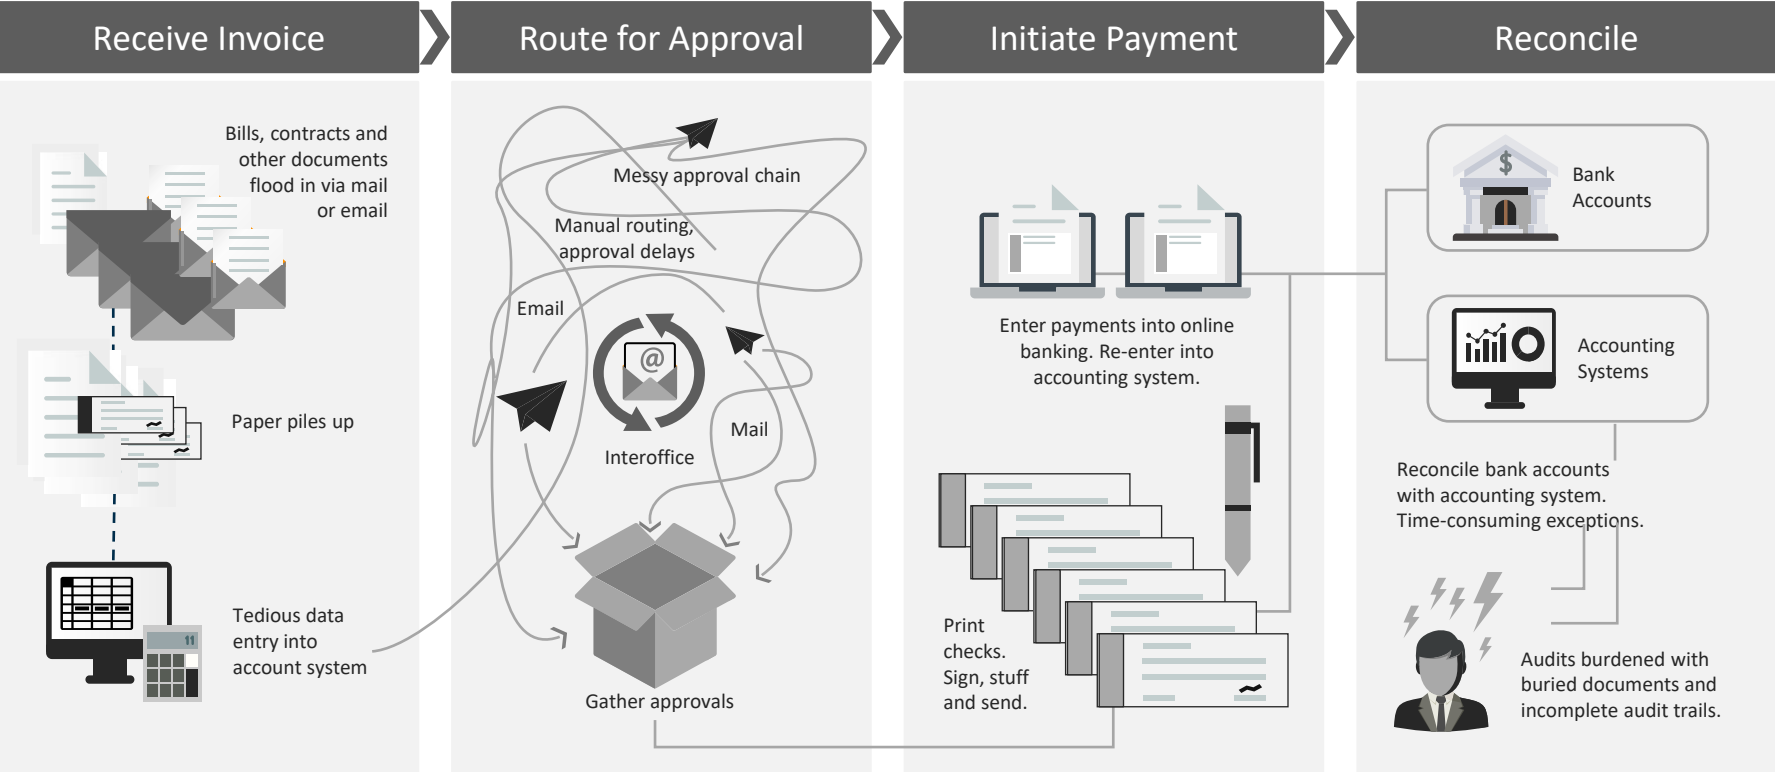 Receive Invoice
Route for Approval
Initiate Payment
Reconcile
Bills, contracts and
other documents
flood in via mail
or email
Paper piles up
11
Tedious data
entry into
account system
Messy approval chain
Manual routing,
approval delays
Email
@
Interoffice
Mail
Gather approvals
Enter payments into online
banking. Re-enter into
accounting system.
Print
checks.
Sign, stuff
and send.
$
Bank
Accounts
Accounting
Systems
Reconcile bank accounts
with accounting system.
Time-consuming exceptions.
Audits burdened with
buried documents and
incomplete audit trails.